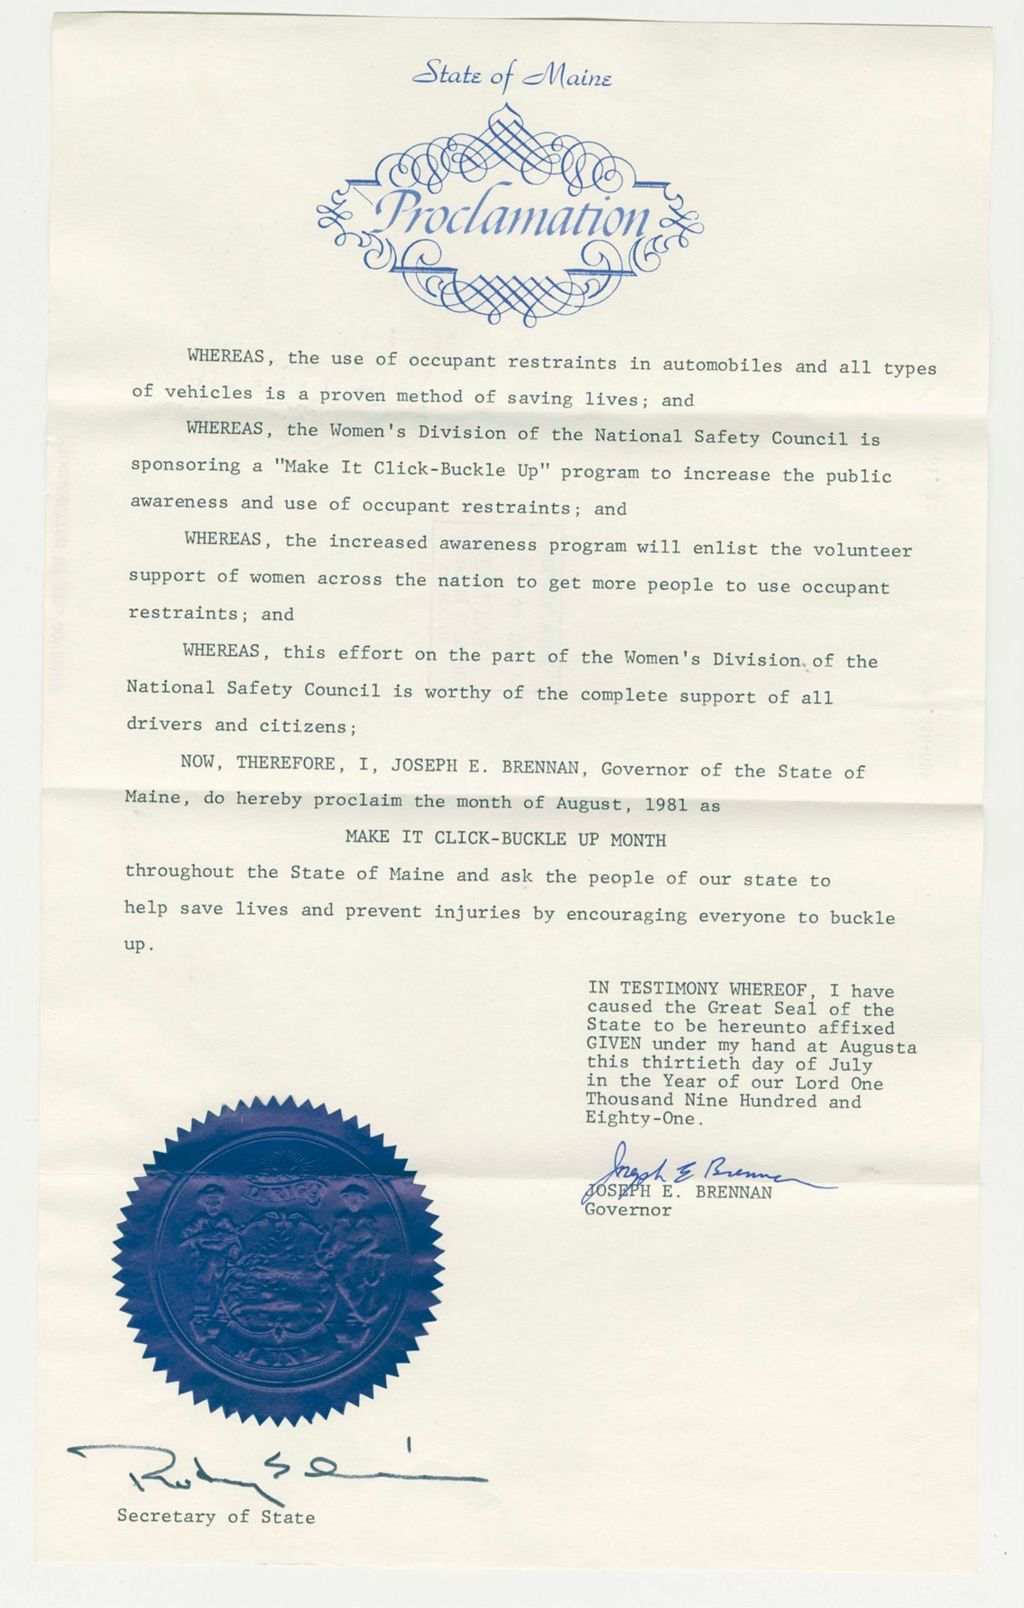 State of Maine
Proclamation
WHEREAS, the use of occupant restraints in automobiles and all types
of vehicles is a proven method of saving lives; and
WHEREAS, the Women's Division of the National Safety Council is
sponsoring a "Make It Click-Buckle Up" program to increase the public
awareness and use of occupant restraints; and
WHEREAS, the increased awareness program will enlist the volunteer
support of women across the nation to get more people to use occupant
restraints; and
WHEREAS, this effort on the part of the Women's Division of the
National Safety Council is worthy of the complete support of all
drivers and citizens;
NOW, THEREFORE, I, JOSEPH E. BRENNAN, Governor of the State of
Maine, do hereby proclaim the month of August, 1981 as
MAKE IT CLICK-BUCKLE UP MONTH
throughout the State of Maine and ask the people of our state to
help save lives and prevent injuries by encouraging everyone to buckle
up.
IN TESTIMONY WHEREOF, I have
caused the Great Seal of the
State to be hereunto affixed
GIVEN under my hand at Augusta
this thirtieth day of July
in the Year of our Lord One
Thousand Nine Hundred and
Eighty-One.
Joseph E Brennan
JOSEPH E. BRENNAN
Governor
DIRIGO
MAINE
Secretary of State